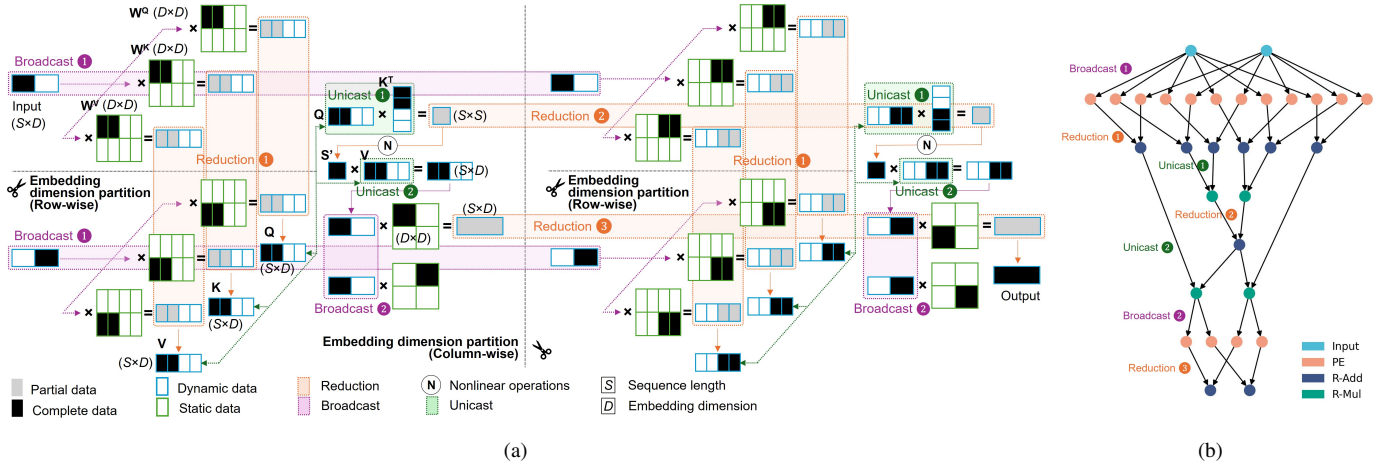 W^Q (D×D)
W^K (D×D)
Broadcast 1
Input
(S×D)
W^V (D×D)
×
=
×
=
×
=
Reduction 1
Embedding
dimension partition
(Row-wise)
×
=
Broadcast 1
×
=
×
=
Q
(S×D)
K
(S×D)
V
(S×D)
K^T
Unicast 1
Q
×
=
(S×S)
N
S'
V
×
=
(S×D)
Unicast 2
×
(D×D)
=
(S×D)
×
Broadcast 2
Embedding dimension partition
(Column-wise)
Reduction 2
Reduction 3
×
=
×
=
×
=
Reduction 1
Embedding
dimension partition
(Row-wise)
×
=
×
=
×
=
Unicast 1
×
=
N
×
=
Unicast 2
×
=
×
Broadcast 2
Output
Partial data
Complete data
Dynamic data
Static data
Reduction
Broadcast
N Nonlinear operations
Unicast
S Sequence length
D Embedding dimension
(a)
Broadcast 1
Reduction 1
Unicast 1
Reduction 2
Unicast 2
Broadcast 2
Reduction 3
Input
PE
R-Add
R-Mul
(b)